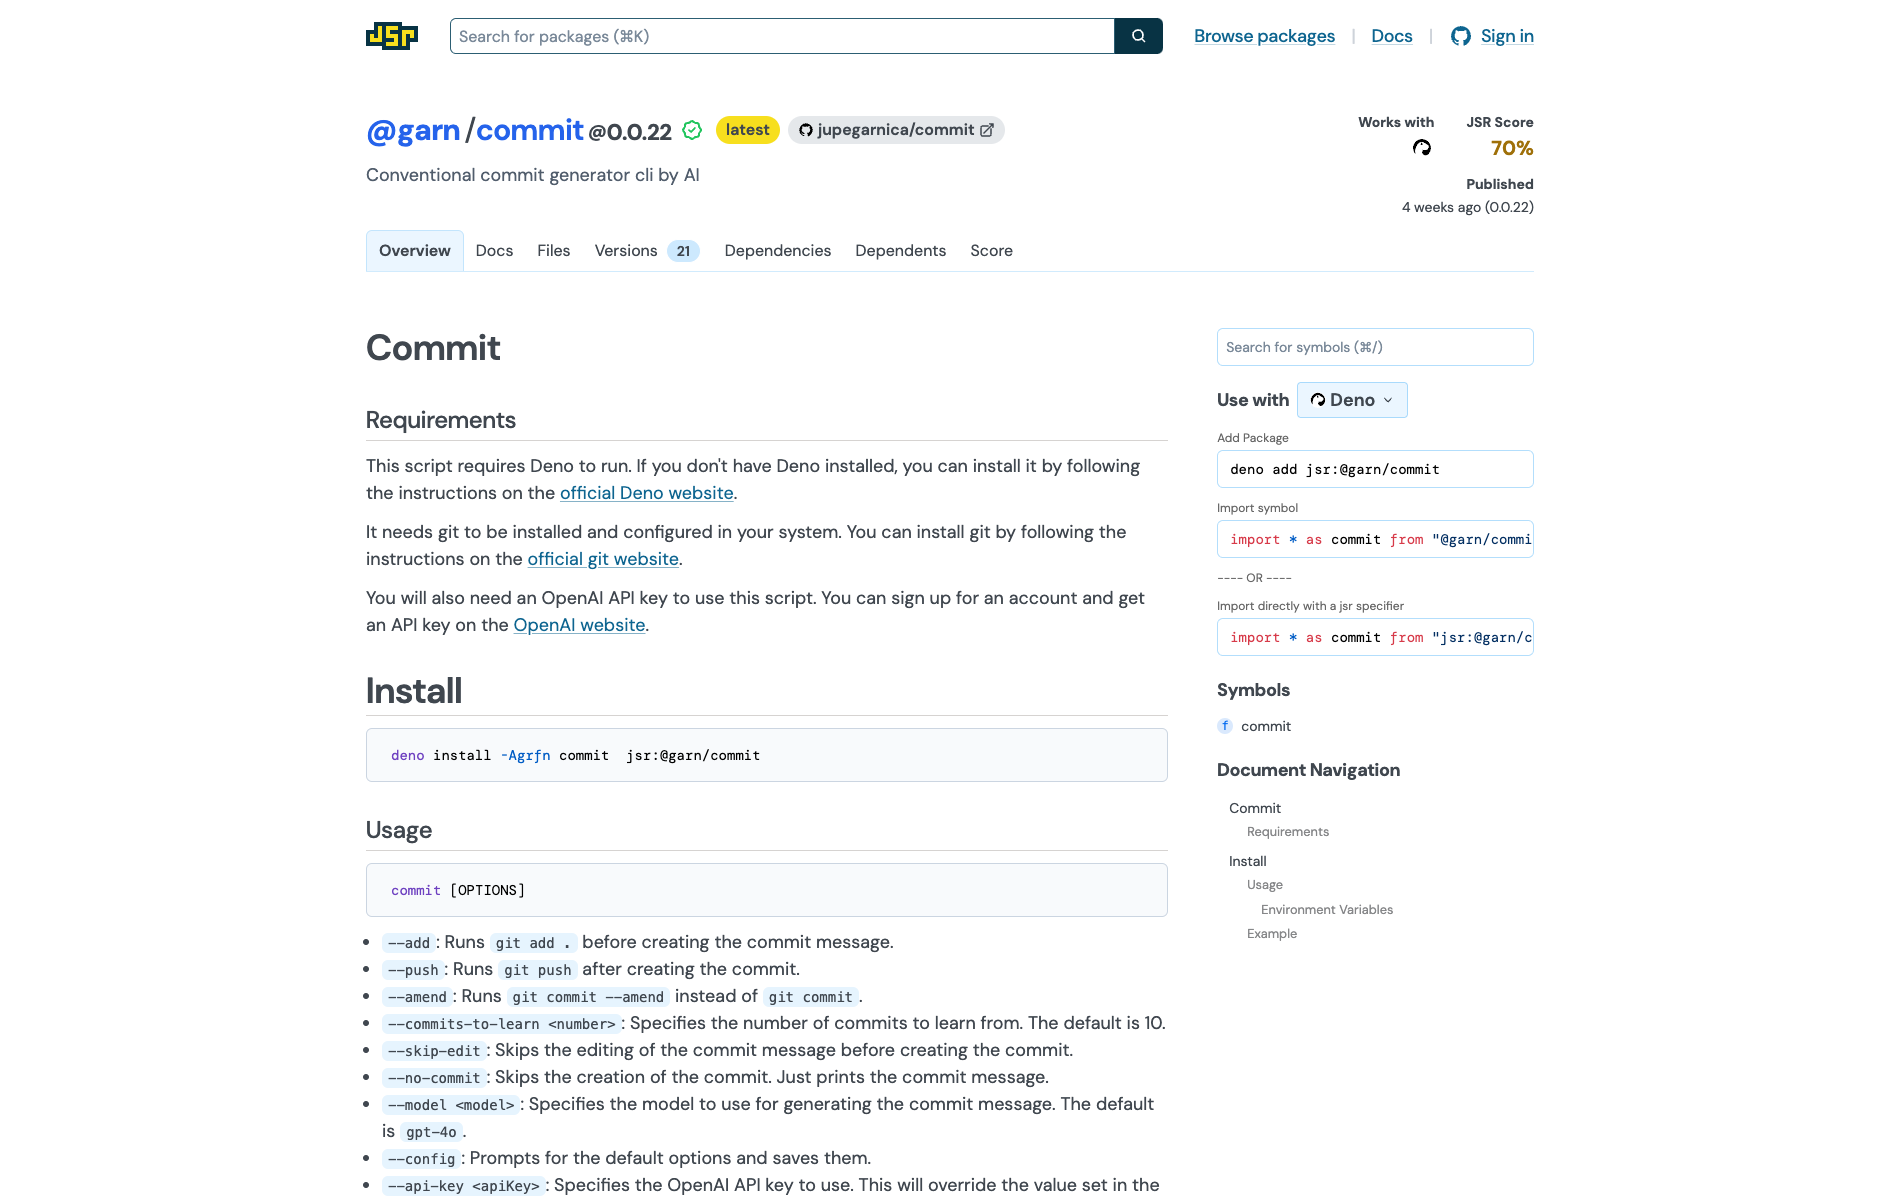 JSR
Search for packages (⌘K)
Browse packages | Docs | Sign in
@garn/commit@0.0.22 latest jupegarnica/commit
Conventional commit generator cli by AI
Works with
JSR Score
70%
Published
4 weeks ago (0.0.22)
Overview Docs Files Versions 21 Dependencies Dependents Score
Commit
Requirements
This script requires Deno to run. If you don't have Deno installed, you can install it by following
the instructions on the official Deno website.
It needs git to be installed and configured in your system. You can install git by following the
instructions on the official git website.
You will also need an OpenAI API key to use this script. You can sign up for an account and get
an API key on the OpenAI website.
Install
deno install -Agrfn commit  jsr:@garn/commit
Usage
commit [OPTIONS]
--add: Runs git add . before creating the commit message.
--push: Runs git push after creating the commit.
--amend: Runs git commit --amend instead of git commit.
--commits-to-learn <number>: Specifies the number of commits to learn from. The default is 10.
--skip-edit: Skips the editing of the commit message before creating the commit.
--no-commit: Skips the creation of the commit. Just prints the commit message.
--model <model>: Specifies the model to use for generating the commit message. The default
is gpt-4o.
--config: Prompts for the default options and saves them.
--api-key <apiKey>: Specifies the OpenAI API key to use. This will override the value set in the
Search for symbols (⌘/)
Use with Deno
Add Package
deno add jsr:@garn/commit
Import symbol
import * as commit from "@garn/commi
---- OR ----
Import directly with a jsr specifier
import * as commit from "jsr:@garn/c
Symbols
f commit
Document Navigation
Commit
Requirements
Install
Usage
Environment Variables
Example